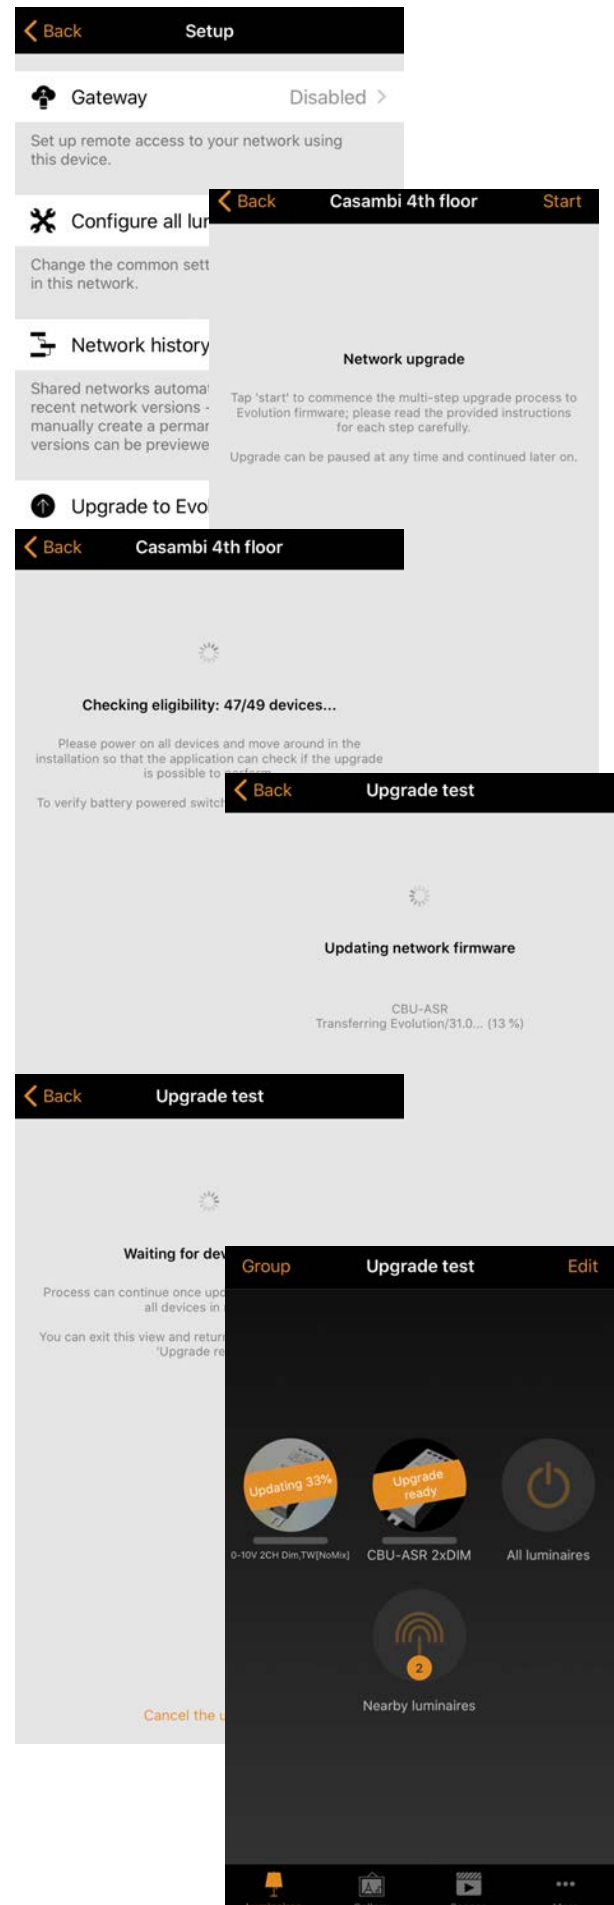 Back
Setup
Gateway
Disabled
Set up remote access to your network using
this device.
Configure all lur
Change the common sett
in this network.
Network history
Shared networks automa
recent network versions -
manually create a permar
versions can be previewe
Upgrade to Evo
Back
Casambi 4th floor
Start
Network upgrade
Tap 'start' to commence the multi-step upgrade process to
Evolution firmware; please read the provided instructions
for each step carefully.
Upgrade can be paused at any time and continued later on.
Back
Casambi 4th floor
Checking eligibility: 47/49 devices...
Please power on all devices and move around in the
installation so that the application can check if the upgrade
is possible to
To verify battery powered switch
Back
Upgrade test
Updating network firmware
CBU-ASR
Transferring Evolution/31.0... (13 %)
Back
Upgrade test
Waiting for dev
Process can continue once upd
all devices in
You can exit this view and return
'Upgrade re
Cancel the u
Group
Upgrade test
Edit
Updating 33%
Upgrade
ready
0-10V 2CH Dim,TW[NoMix]
CBU-ASR 2xDIM
All luminaires
2
Nearby luminaires